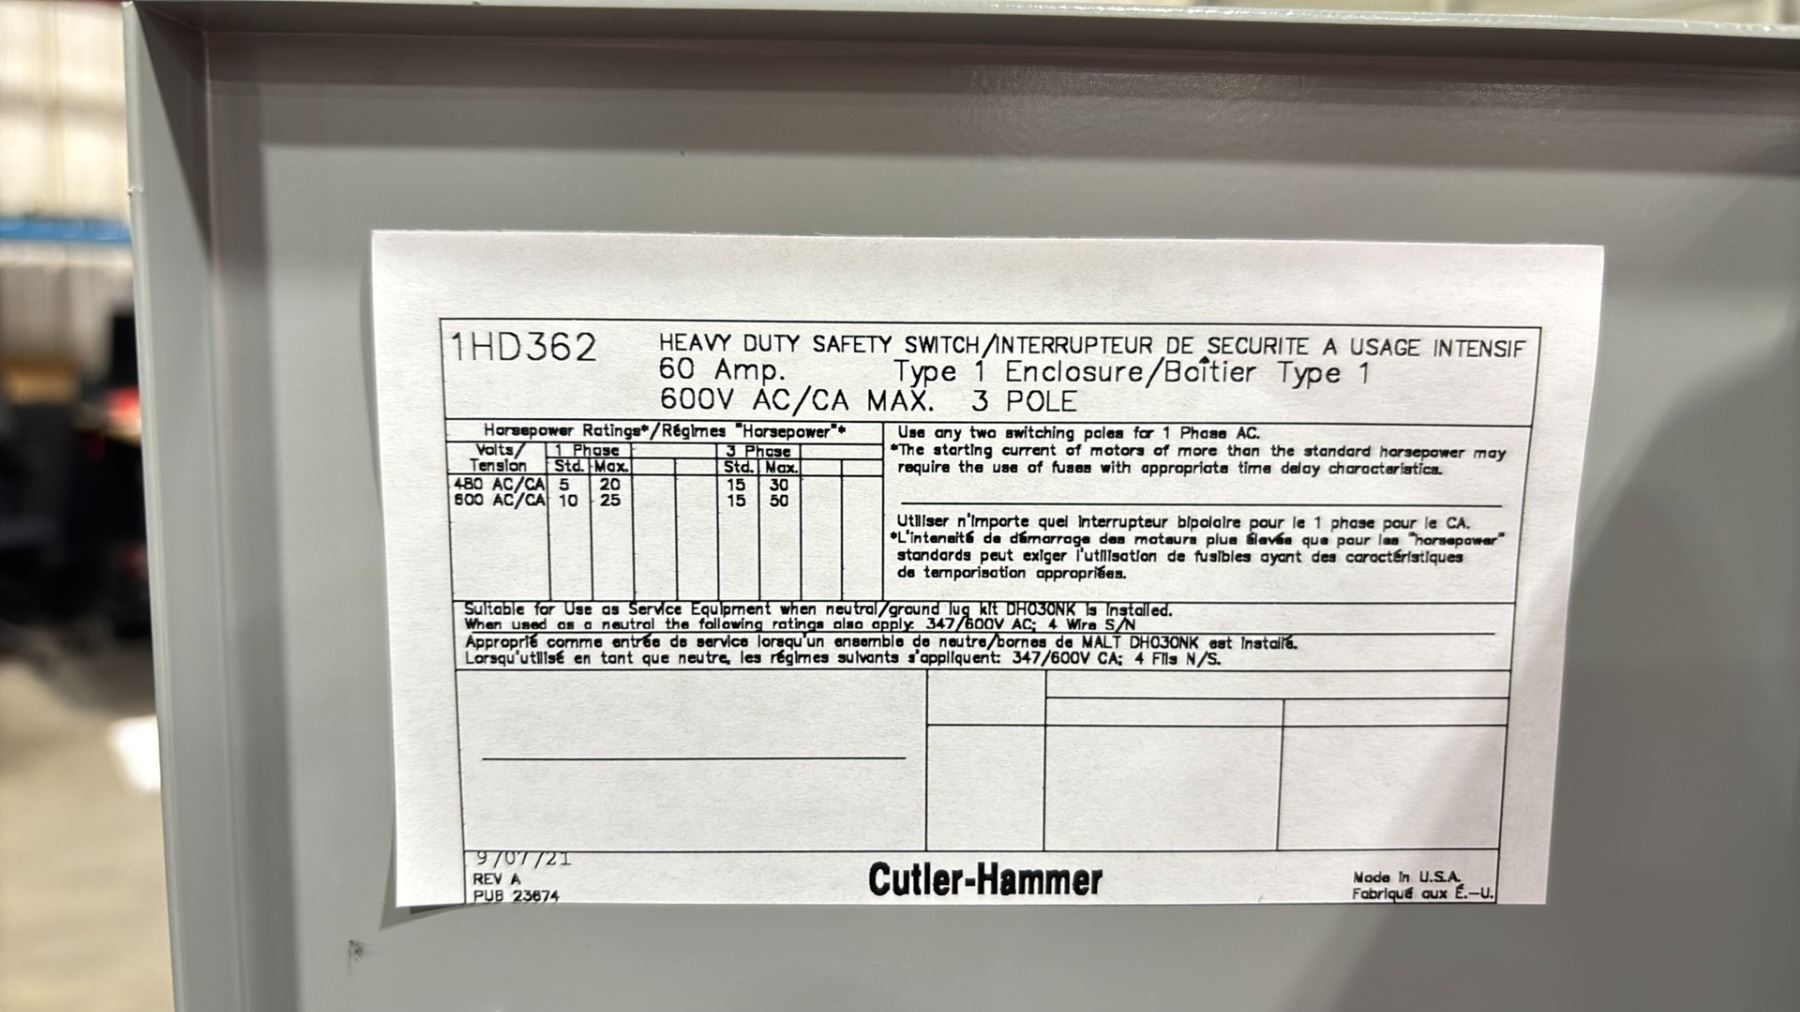 1HD362
HEAVY DUTY SAFETY SWITCH/INTERRUPTEUR DE SECURITE A USAGE INTENSIF
60 Amp. Type 1 Enclosure/Boîtier Type 1
600V AC/CA MAX. 3 POLE
Horsepower Ratings*/Régimes "Horsepower"*
Volts/ 1 Phase 3 Phase
Tension Std. Max. Std. Max.
480 AC/CA 5 20 15 30
600 AC/CA 10 25 15 50
Use any two switching poles for 1 Phase AC.
*The starting current of motors of more than the standard horsepower may
require the use of fuses with appropriate time delay characteristics.
Utiliser n'importe quel interrupteur bipolaire pour le 1 phase pour le CA.
*L'intensité de démarrage des moteurs plus élevée que pour les "horsepower"
standards peut exiger l'utilisation de fusibles ayant des caractéristiques
de temporisation appropriées.
Suitable for Use as Service Equipment when neutral/ground lug kit DH030NK is Installed.
When used as a neutral the following ratings also apply: 347/600V AC; 4 Wire S/N
Approprié comme entrée de service lorsqu'un ensemble de neutre/bornes de MALT DH030NK est installé.
Lorsqu'utilisé en tant que neutre, les régimes suivants s'appliquent: 347/600V CA; 4 Fils N/S.
9/07/21
REV A
PUB 23674
Cutler-Hammer
Made in U.S.A.
Fabriqué aux É.-U.